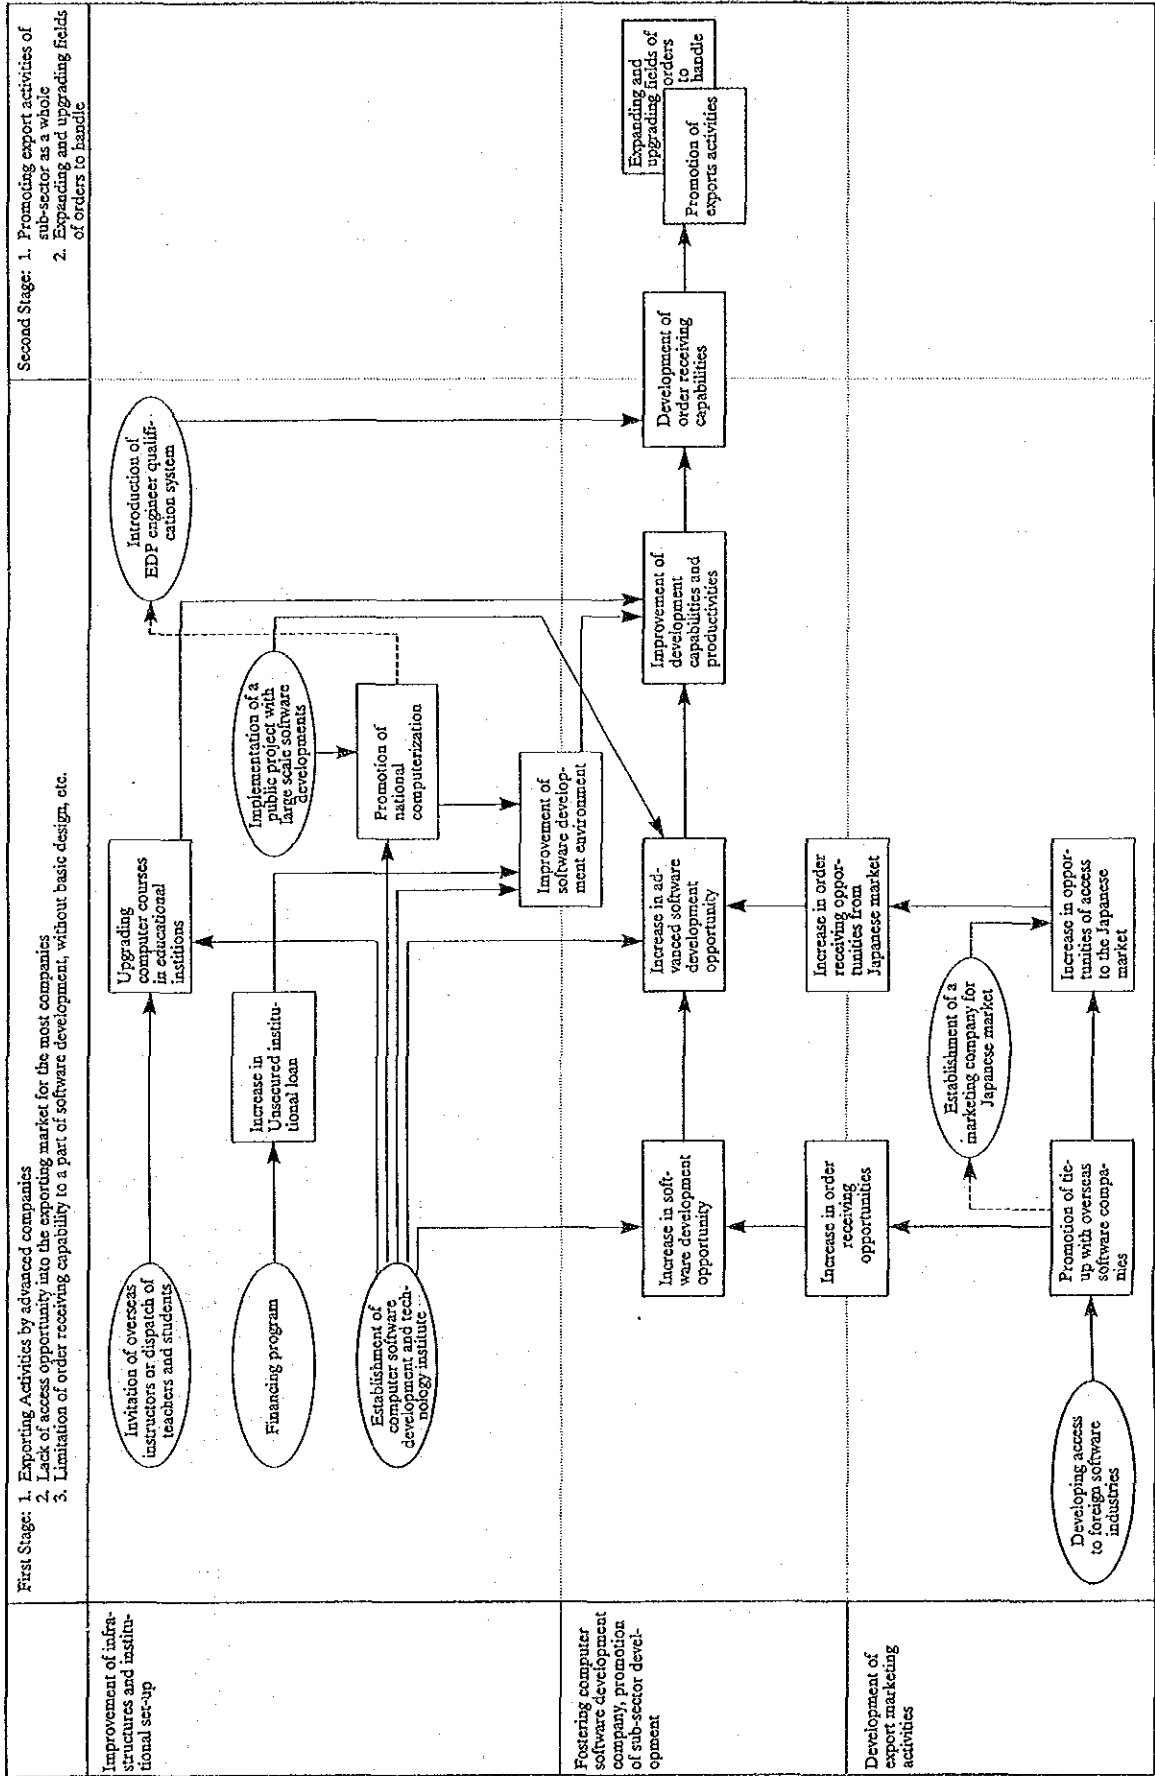 First Stage: 1. Exporting Activities by advanced companies
2. Lack of access opportunity into the exporting market for the most companies
3. Limitation of order receiving capability to a part of software development, without basic design, etc.
Second Stage: 1. Promoting export activities of
sub-sector as a whole
2. Expanding and upgrading fields
of orders to handle
Improvement of infra-
structures and institu-
tional set-up
Invitation of overseas
instructors or dispatch of
teachers and students
Upgrading
computer courses
in educational
institions
Introduction of
EDP engineer qualifi-
cation system
Financing program
Increase in
Unsecured institu-
tional loan
Implementation of a
public project with
large scale software
developments
Establishment of
computer software
development and tech-
nology institute
Promotion of
national
computerization
Improvement of
software develop-
ment environment
Fostering computer
software development
company, promotion
of sub-sector devel-
opment
Increase in soft-
ware development
opportunity
Increase in ad-
vanced software
development
opportunity
Improvement of
development
capabilities and
productivities
Development of
order receiving
capabilities
Expanding and
upgrading fields of
orders
to
handle
Promotion of
exports activities
Development of
export marketing
activities
Increase in order
receiving
opportunities
Increase in order
receiving oppor-
tunities from
Japanese market
Establishment of a
marketing company for
Japanese market
Developing access
to foreign software
industries
Promotion of tie-
up with overseas
software compa-
nies
Increase in oppor-
tunities of access
to the Japanese
market